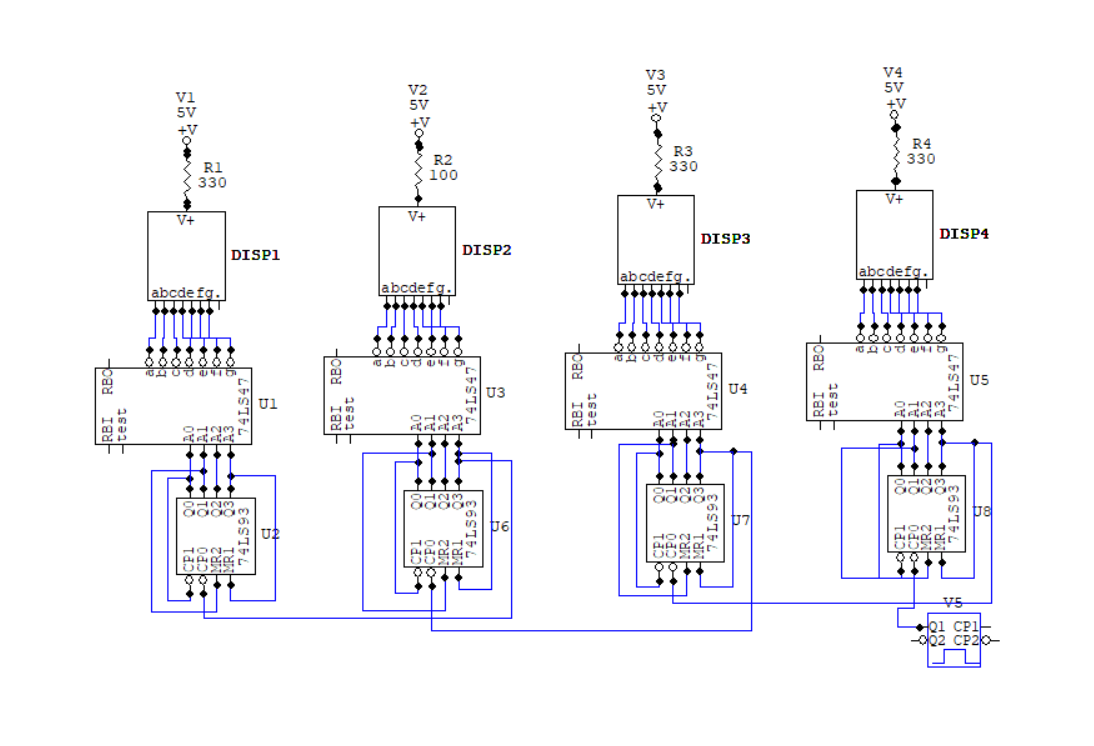 V1
5V
+V
R1
330
V+
DISP1
abcdefg.
a b c d e f g
RBO
RBI
test
74LS47
A0 A1 A2 A3
U1
Q0 Q1 Q2 Q3
74LS93
CP1 CP0 MR2 MR1
U2
V2
5V
+V
R2
100
V+
DISP2
abcdefg.
a b c d e f g
RBO
RBI
test
74LS47
A0 A1 A2 A3
U3
Q0 Q1 Q2 Q3
74LS93
CP1 CP0 MR2 MR1
U6
V3
5V
+V
R3
330
V+
DISP3
abcdefg.
a b c d e f g
RBO
RBI
test
74LS47
A0 A1 A2 A3
U4
Q0 Q1 Q2 Q3
74LS93
CP1 CP0 MR2 MR1
U7
V4
5V
+V
R4
330
V+
DISP4
abcdefg.
a b c d e f g
RBO
RBI
test
74LS47
A0 A1 A2 A3
U5
Q0 Q1 Q2 Q3
74LS93
CP1 CP0 MR2 MR1
U8
V5
Q1 CP1
Q2 CP2